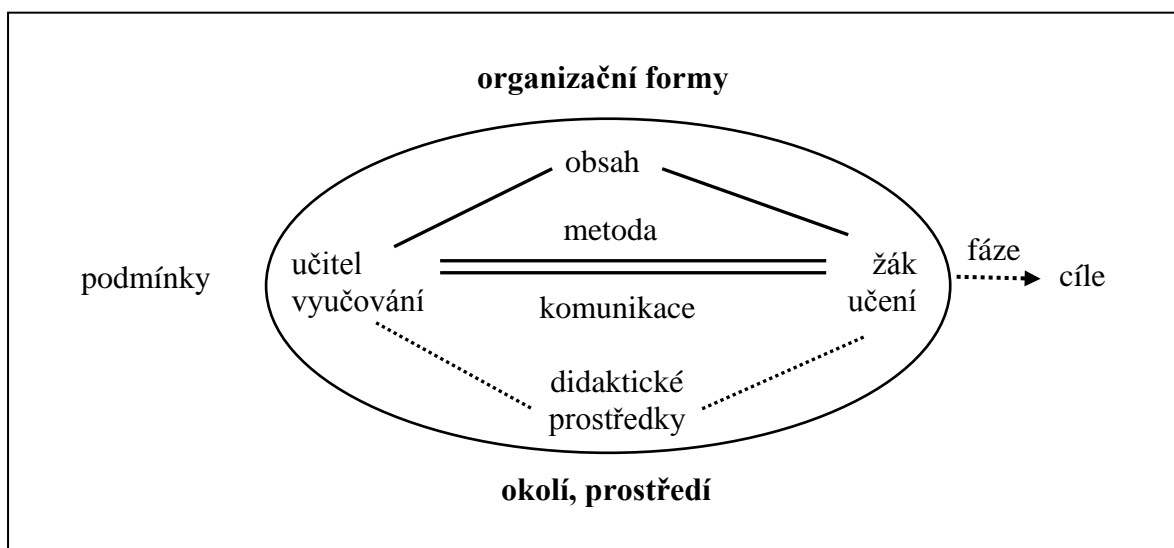 organizační formy
obsah
metoda
podmínky
učitel
vyučování
komunikace
žák
učení
fáze
cíle
didaktické
prostředky
okolí, prostředí